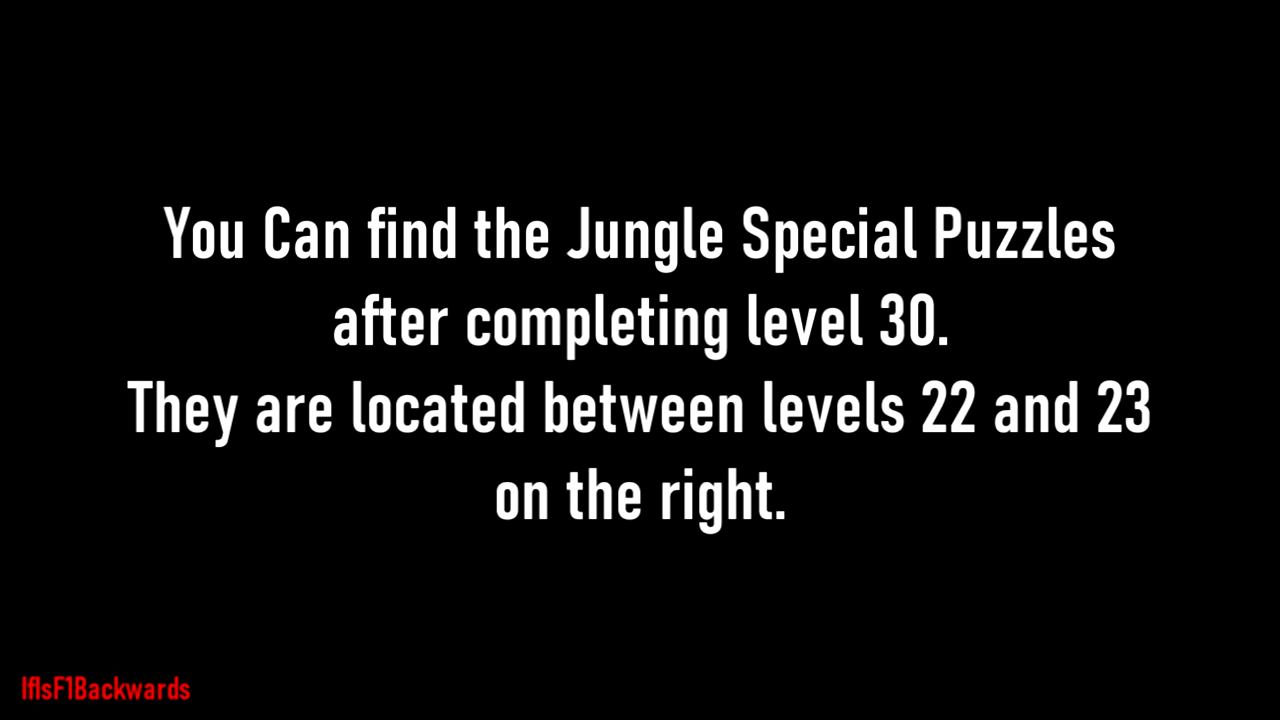 You Can find the Jungle Special Puzzles
after completing level 30.
They are located between levels 22 and 23
on the right.
IfIsF1Backwards